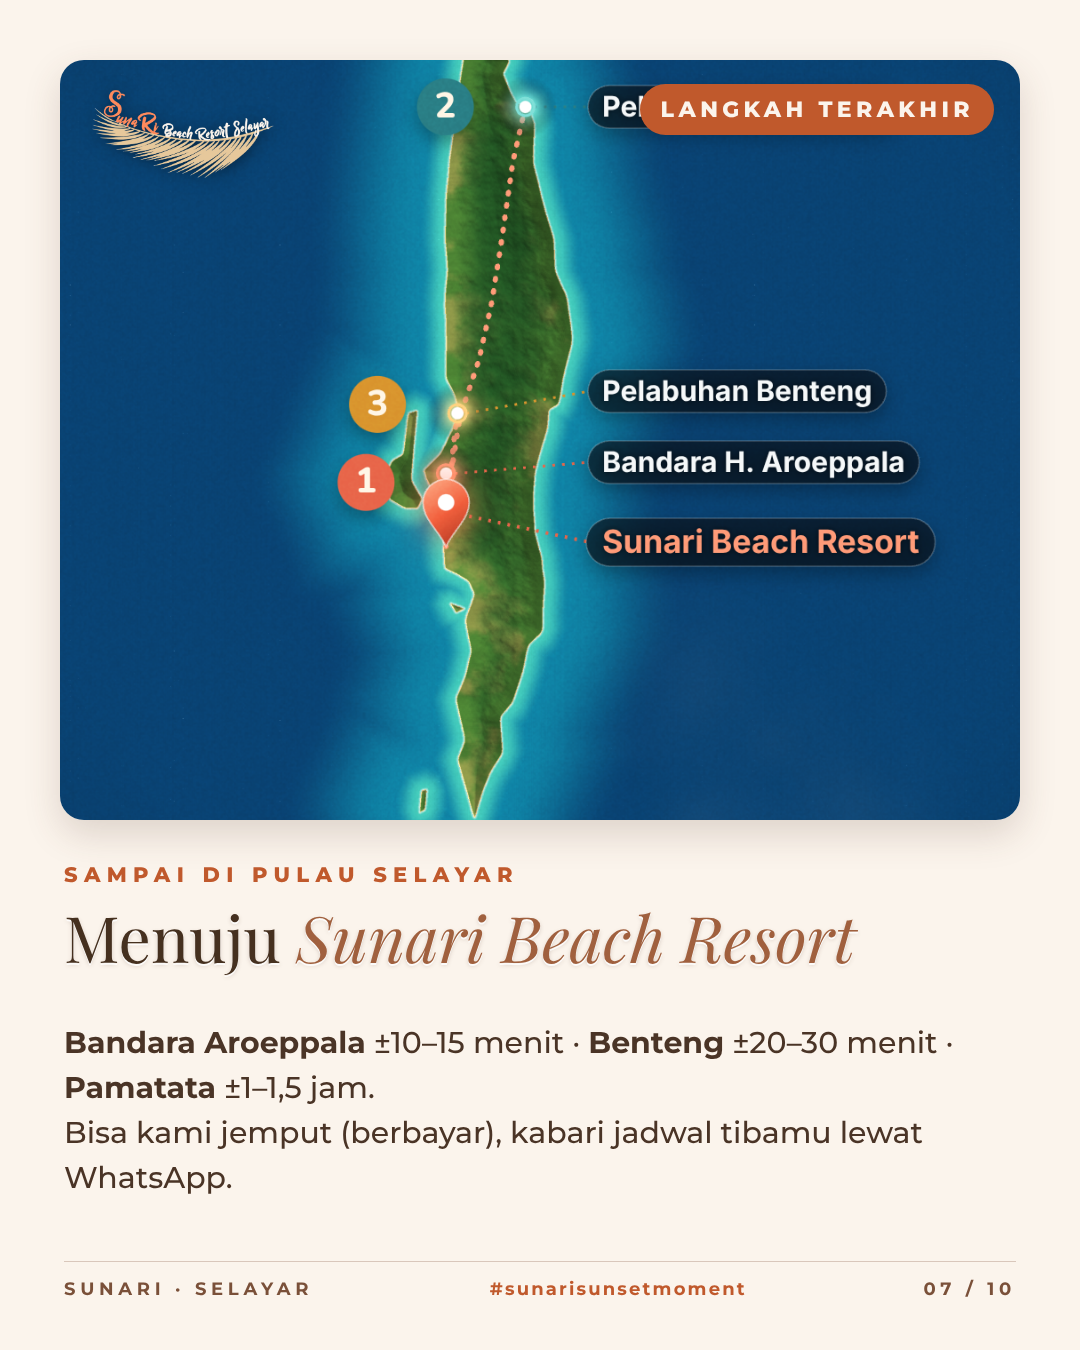 SunaRi Beach Resort Selayar
2
Pel
LANGKAH TERAKHIR
3
Pelabuhan Benteng
1
Bandara H. Aroeppala
Sunari Beach Resort
SAMPAI DI PULAU SELAYAR
Menuju Sunari Beach Resort
Bandara Aroeppala ±10–15 menit · Benteng ±20–30 menit ·
Pamatata ±1–1,5 jam.
Bisa kami jemput (berbayar), kabari jadwal tibamu lewat
WhatsApp.
SUNARI · SELAYAR
#sunarisunsetmoment
07 / 10